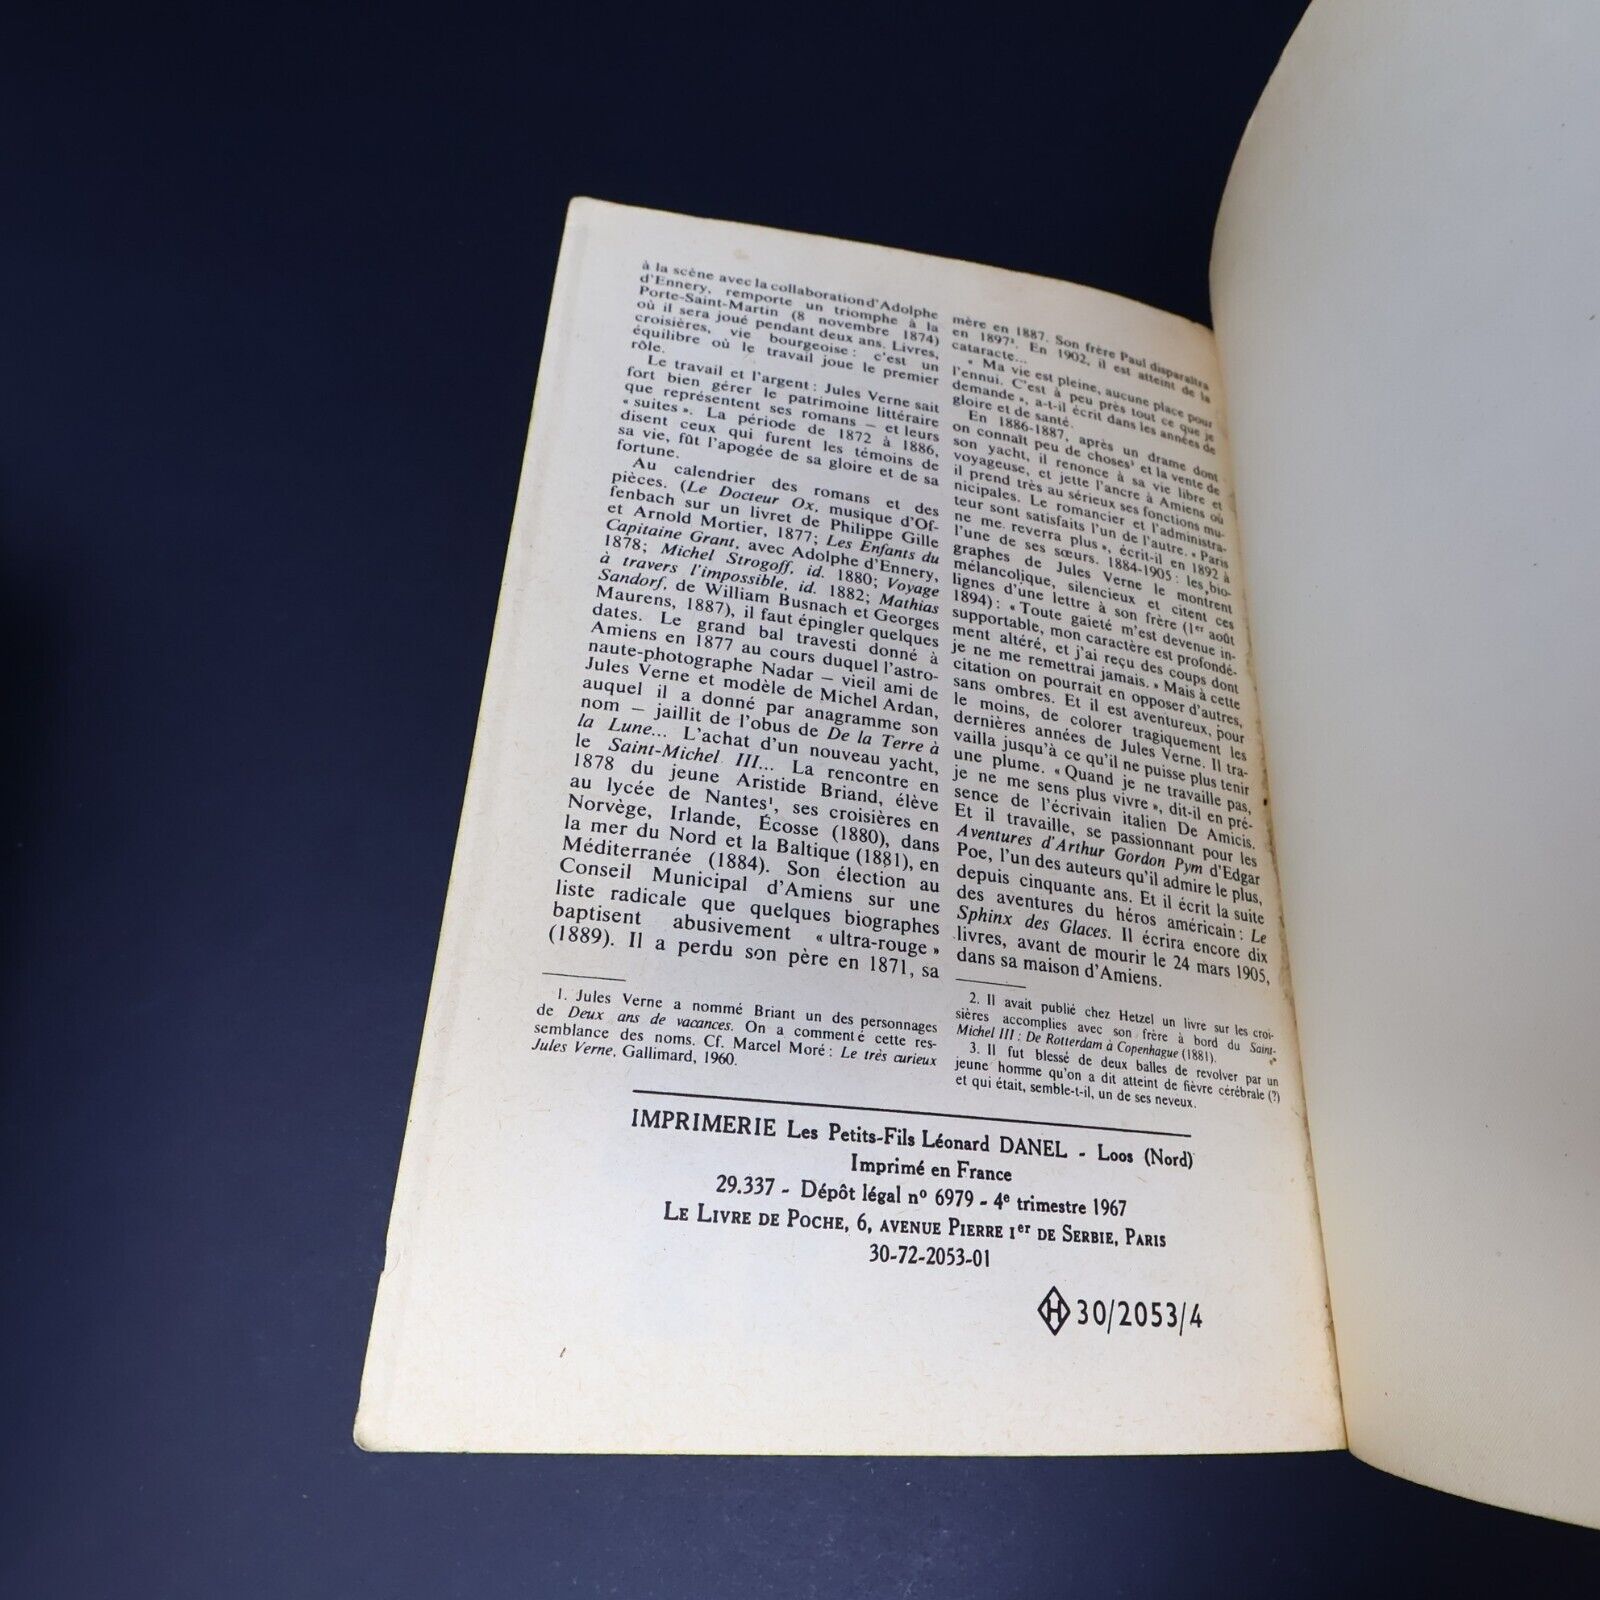 à la scène avec la collaboration d'Adolphe
d'Ennery, remporte un triomphe à la
Porte-Saint-Martin (8 novembre 1874)
où il sera joué pendant deux ans. Livres,
croisières, vie bourgeoise : c'est un
équilibre où le travail joue le premier
rôle.
Le travail et l'argent : Jules Verne sait
fort bien gérer le patrimoine littéraire
que représentent ses romans — et leurs
« suites ». La période de 1872 à 1886,
disent ceux qui furent les témoins de
sa vie, fût l'apogée de sa gloire et de sa
fortune.
Au calendrier des romans et des
pièces. (Le Docteur Ox, musique d'Of-
fenbach sur un livret de Philippe Gille
et Arnold Mortier, 1877; Les Enfants du
Capitaine Grant, avec Adolphe d'Ennery,
1878; Michel Strogoff, id. 1880; Voyage
à travers l'impossible, id. 1882; Mathias
Sandorf, de William Busnach et Georges
Maurens, 1887), il faut épingler quelques
dates. Le grand bal travesti donné à
Amiens en 1877 au cours duquel l'astro-
naute-photographe Nadar — vieil ami de
Jules Verne et modèle de Michel Ardan,
auquel il a donné par anagramme son
nom — jaillit de l'obus de De la Terre à
la Lune... L'achat d'un nouveau yacht,
le Saint-Michel III... La rencontre en
1878 du jeune Aristide Briand, élève
au lycée de Nantes¹, ses croisières en
Norvège, Irlande, Écosse (1880), dans
la mer du Nord et la Baltique (1881), en
Méditerranée (1884). Son élection au
Conseil Municipal d'Amiens sur une
liste radicale que quelques biographes
baptisent abusivement « ultra-rouge »
(1889). Il a perdu son père en 1871, sa
1. Jules Verne a nommé Briant un des personnages
de Deux ans de vacances. On a commenté cette res-
semblance des noms. Cf. Marcel Moré : Le très curieux
Jules Verne, Gallimard, 1960.
mère en 1887. Son frère Paul disparaîtra
en 1897². En 1902, il est atteint de la
cataracte...
« Ma vie est pleine, aucune place pour
l'ennui. C'est à peu près tout ce que je
demande », a-t-il écrit dans les années de
gloire et de santé.
En 1886-1887, après un drame dont
on connaît peu de choses³ et la vente de
son yacht, il renonce à sa vie libre et
voyageuse, et jette l'ancre à Amiens où
il prend très au sérieux ses fonctions mu-
nicipales. Le romancier et l'administra-
teur sont satisfaits l'un de l'autre. « Paris
ne me reverra plus », écrit-il en 1892 à
l'une de ses sœurs. 1884-1905 : les bio-
graphes de Jules Verne le montrent
mélancolique, silencieux et citent ces
lignes d'une lettre à son frère (1er août
1894) : « Toute gaieté m'est devenue in-
supportable, mon caractère est profondé-
ment altéré, et j'ai reçu des coups dont
je ne me remettrai jamais. » Mais à cette
citation on pourrait en opposer d'autres,
sans ombres. Et il est aventureux, pour
le moins, de colorer tragiquement les
dernières années de Jules Verne. Il tra-
vailla jusqu'à ce qu'il ne puisse plus tenir
une plume. « Quand je ne travaille pas,
je ne me sens plus vivre », dit-il en pré-
sence de l'écrivain italien De Amicis.
Et il travaille, se passionnant pour les
Aventures d'Arthur Gordon Pym d'Edgar
Poe, l'un des auteurs qu'il admire le plus,
depuis cinquante ans. Et il écrit la suite
des aventures du héros américain : Le
Sphinx des Glaces. Il écrira encore dix
livres, avant de mourir le 24 mars 1905,
dans sa maison d'Amiens.
2. Il avait publié chez Hetzel un livre sur les croi-
sières accomplies avec son frère à bord du Saint-
Michel III : De Rotterdam à Copenhague (1881).
3. Il fut blessé de deux balles de revolver par un
jeune homme qu'on a dit atteint de fièvre cérébrale (?)
et qui était, semble-t-il, un de ses neveux.
IMPRIMERIE Les Petits-Fils Léonard DANEL - Loos (Nord)
Imprimé en France
29.337 - Dépôt légal nº 6979 - 4e trimestre 1967
LE LIVRE DE POCHE, 6, AVENUE PIERRE Ier DE SERBIE, PARIS
30-72-2053-01
H 30/2053/4